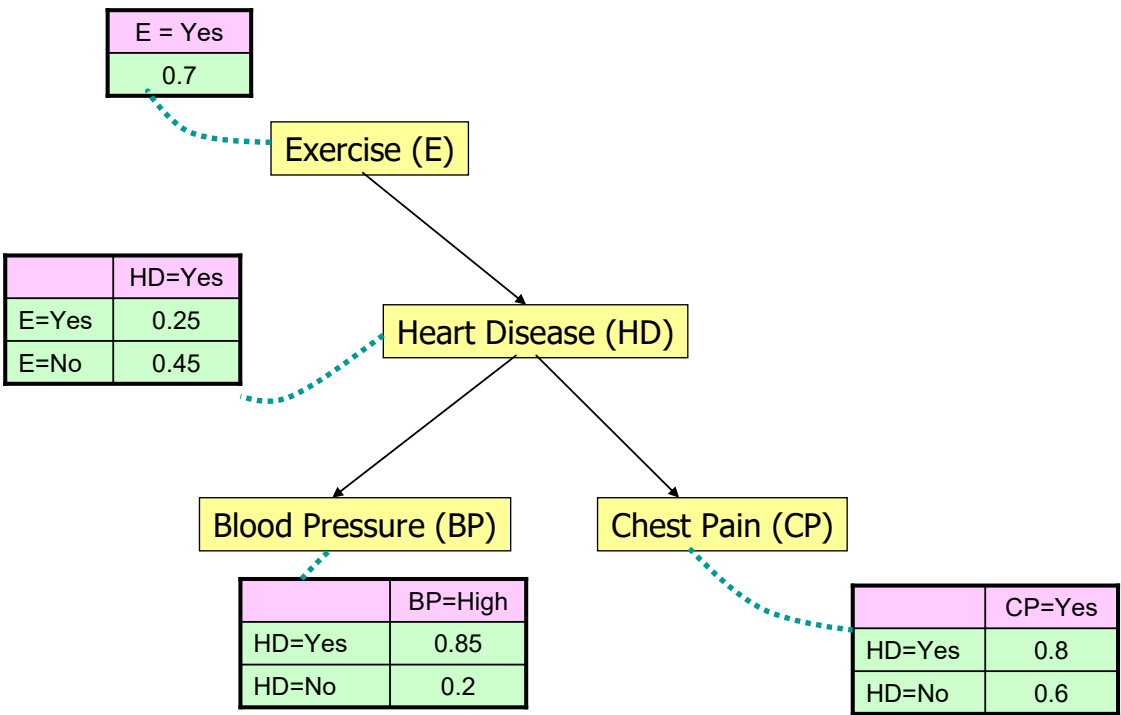 E = Yes
0.7
Exercise (E)
HD=Yes
E=Yes 0.25
E=No 0.45
Heart Disease (HD)
Blood Pressure (BP)
Chest Pain (CP)
BP=High
HD=Yes 0.85
HD=No 0.2
CP=Yes
HD=Yes 0.8
HD=No 0.6